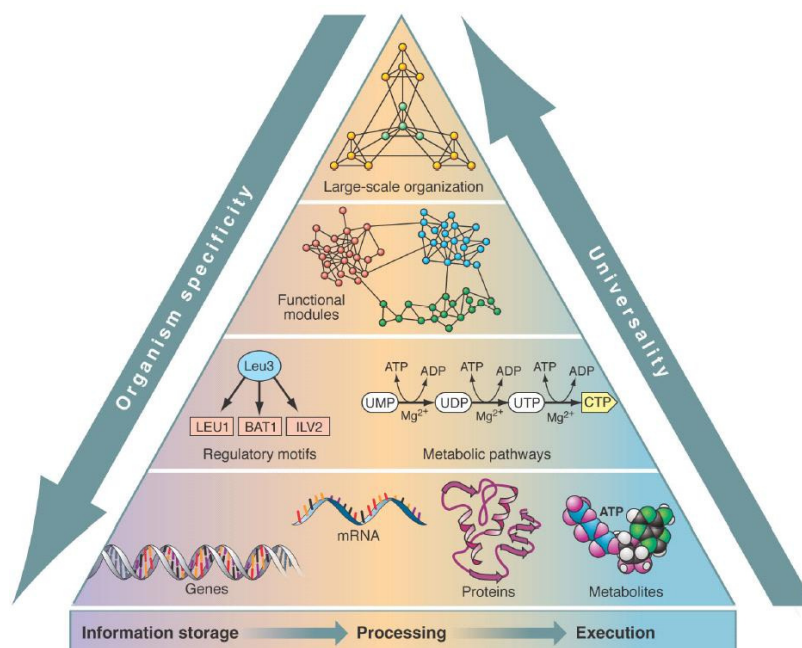 Large-scale organization
Organism specificity
Universality
Functional
modules
Leu3
LEU1 BAT1 ILV2
Regulatory motifs
ATP ADP ATP ADP ATP ADP
UMP UDP UTP CTP
Mg2+ Mg2+ Mg2+
Metabolic pathways
mRNA
ATP
Genes
Proteins
Metabolites
Information storage Processing Execution